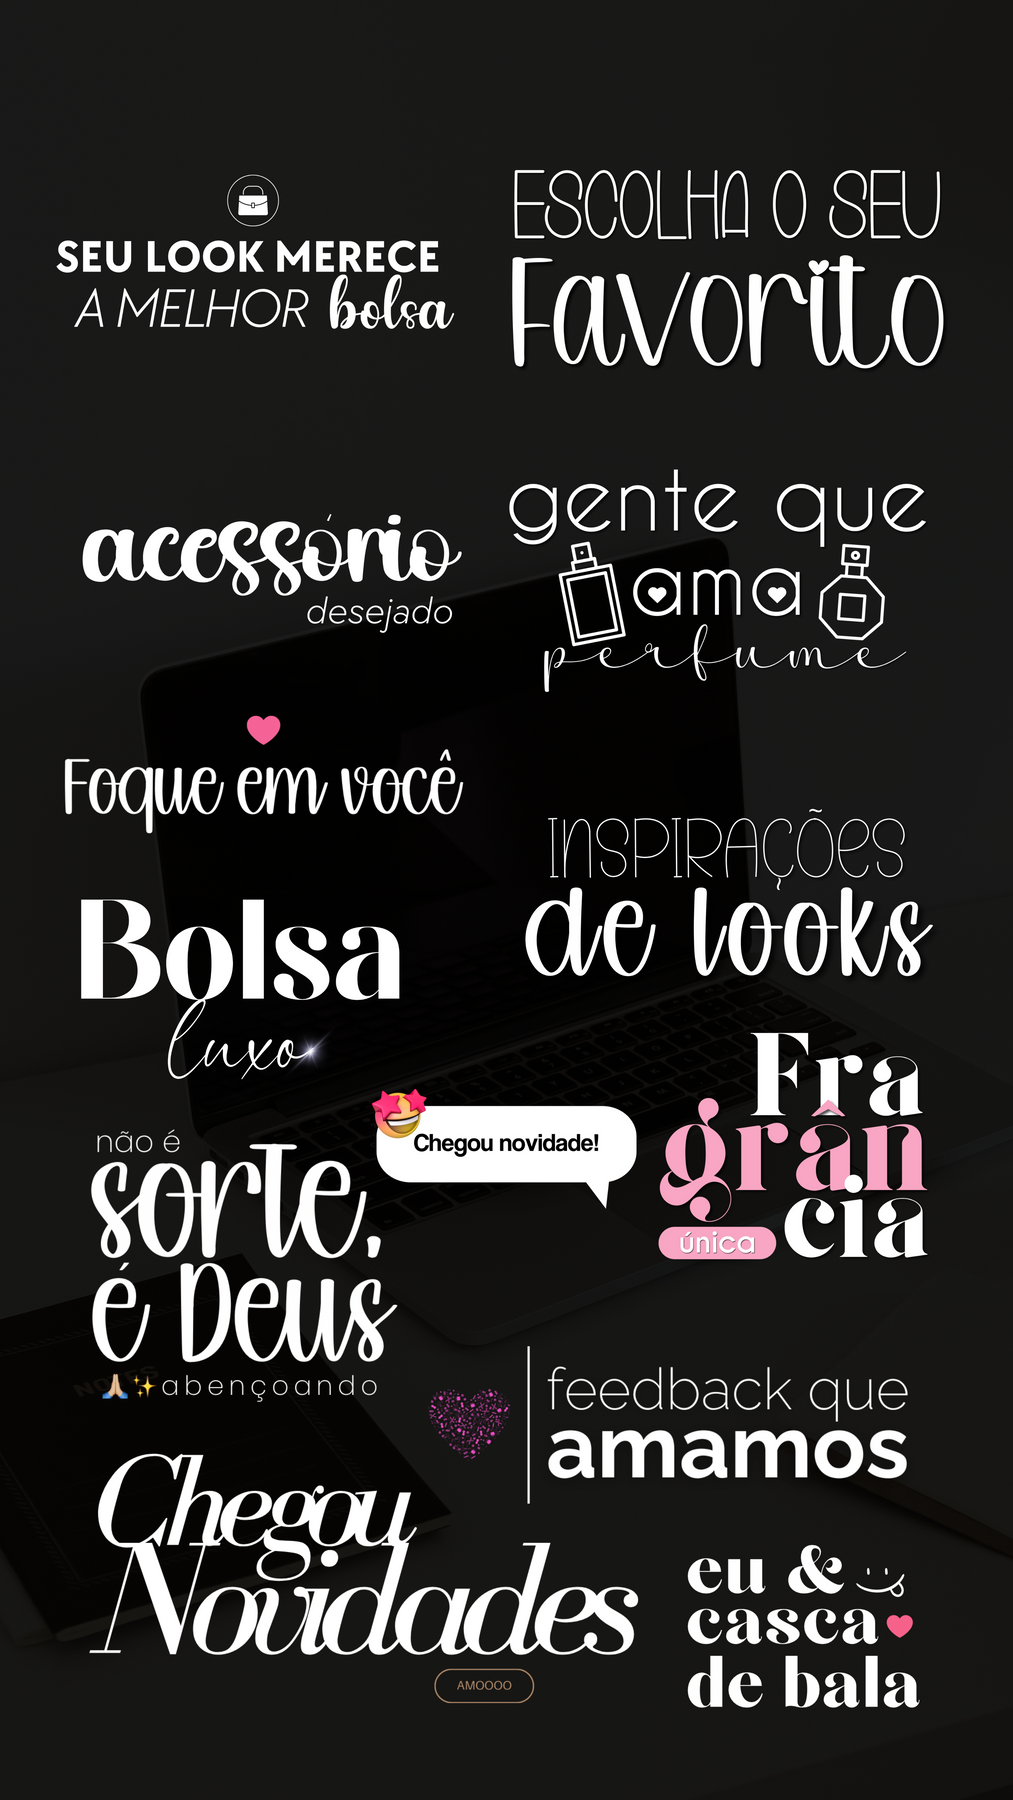 SEU LOOK MERECE
A MELHOR bolsa
ESCOLHA O SEU
Favorito
acessório
desejado
gente que
ama
perfume
Foque em você
INSPIRAÇÕES
de looks
Bolsa
luxo
Fra
grân
cia
única
Chegou novidade!
não é
sorte,
é Deus
🙏🏼✨abençoando
feedback que
amamos
Chegou
Novidades
AMOOOO
eu &
casca
de bala
NOTES